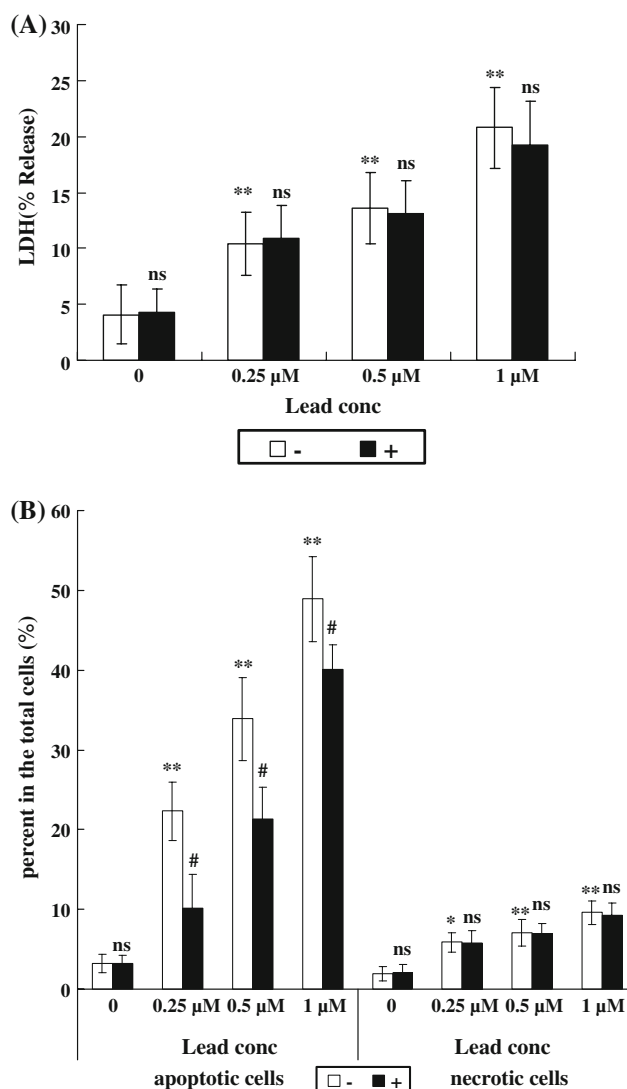 (A)
30
25
20
15
10
5
0
LDH(% Release)
ns
** ns
** ns
** ns
0 0.25 µM 0.5 µM 1 µM
Lead conc
- +
(B)
60
50
40
30
20
10
0
percent in the total cells (%)
ns
** #
** #
** #
ns
* ns
** ns
** ns
0 0.25 µM 0.5 µM 1 µM 0 0.25 µM 0.5 µM 1 µM
Lead conc Lead conc
apoptotic cells - + necrotic cells